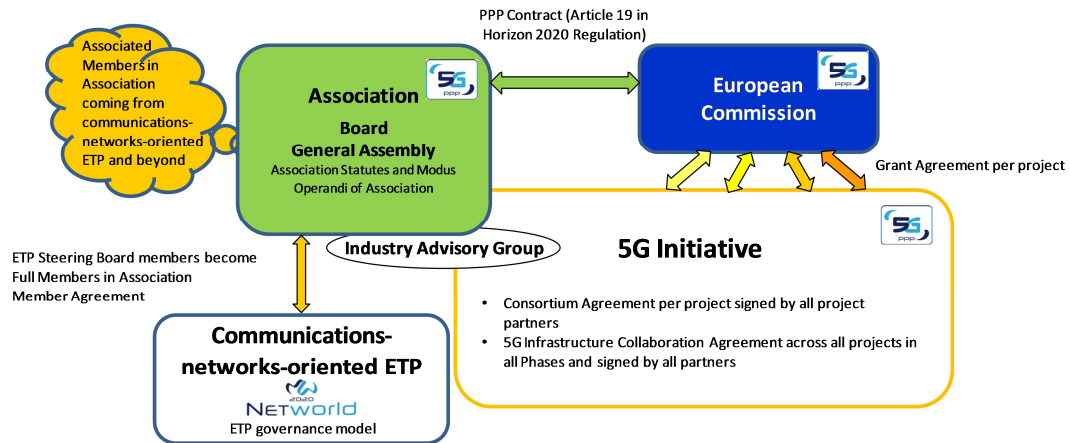 PPP Contract (Article 19 in
Horizon 2020 Regulation)
Associated
Members in
Association
coming from
communications-
networks-oriented
ETP and beyond
5G
PPP
Association
Board
General Assembly
Association Statutes and Modus
Operandi of Association
5G
PPP
European
Commission
Grant Agreement per project
Industry Advisory Group
5G
PPP
5G Initiative
• Consortium Agreement per project signed by all project
partners
• 5G Infrastructure Collaboration Agreement across all projects in
all Phases and signed by all partners
ETP Steering Board members become
Full Members in Association
Member Agreement
Communications-
networks-oriented ETP
2020
NETWORLD
ETP governance model